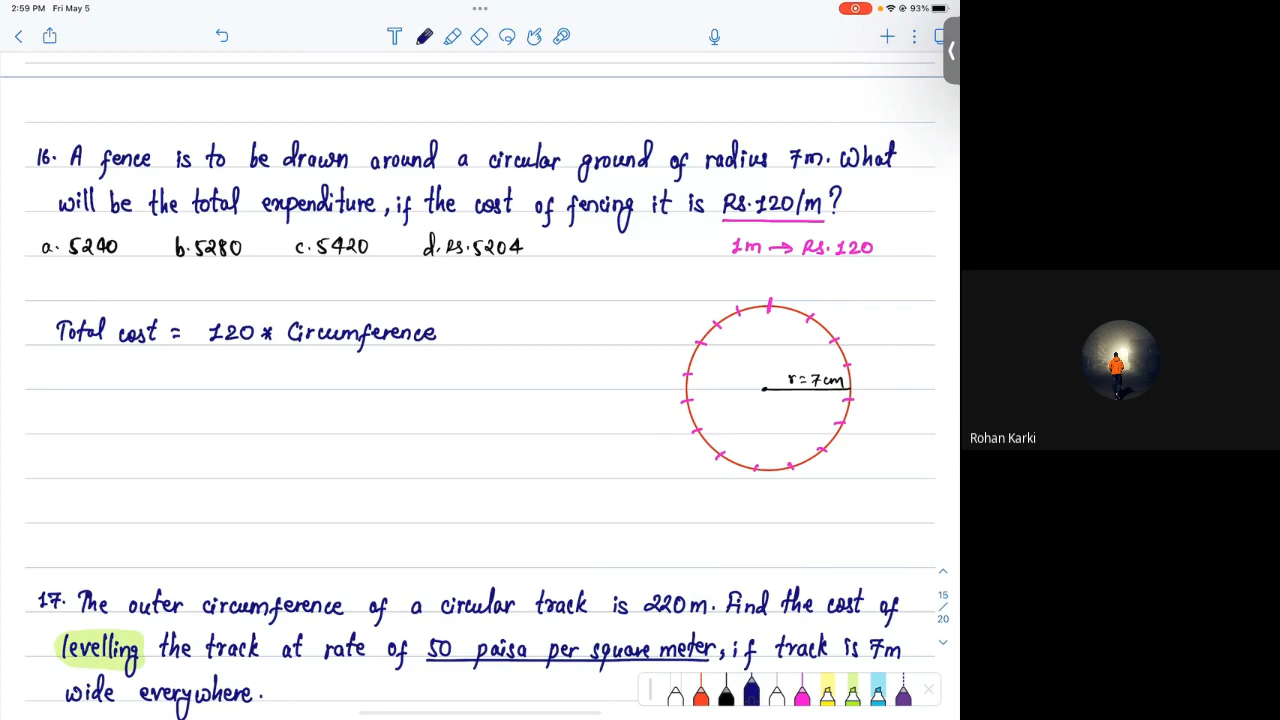 2:59 PM Fri May 5
93%
T
16. A fence is to be drawn around a circular ground of radius 7m. What
will be the total expenditure, if the cost of fencing it is Rs.120/m?
a. 5240 b. 5280 c. 5420 d. Rs. 5204
1m → Rs. 120
Total cost = 120 * Circumference
r = 7cm
Rohan Karki
17. The outer circumference of a circular track is 220m. Find the cost of
levelling the track at rate of 50 paisa per square meter, if track is 7m
wide everywhere.
15
/
20